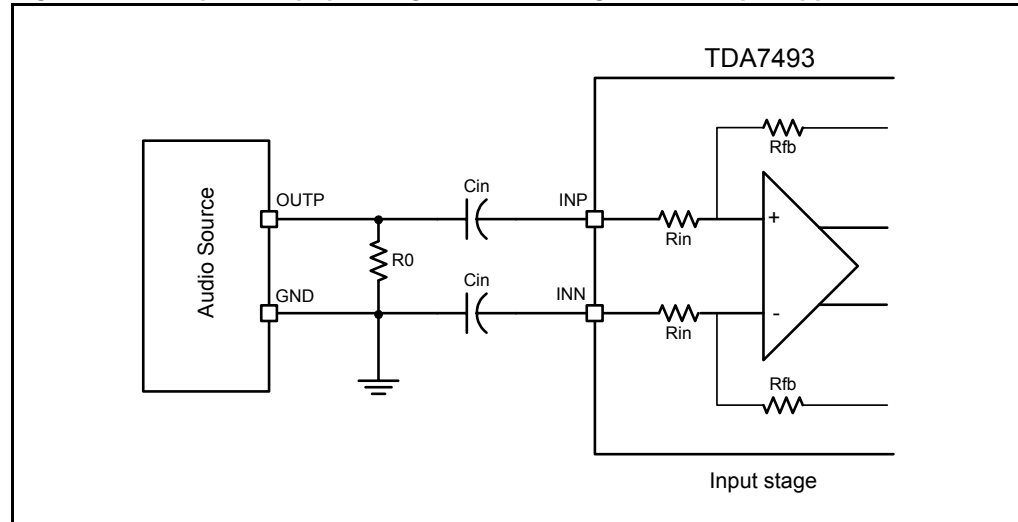 TDA7493
Rfb
Audio Source
OUTP
Cin
INP
+
Rin
R0
GND
Cin
INN
Rin
-
Rfb
Input stage